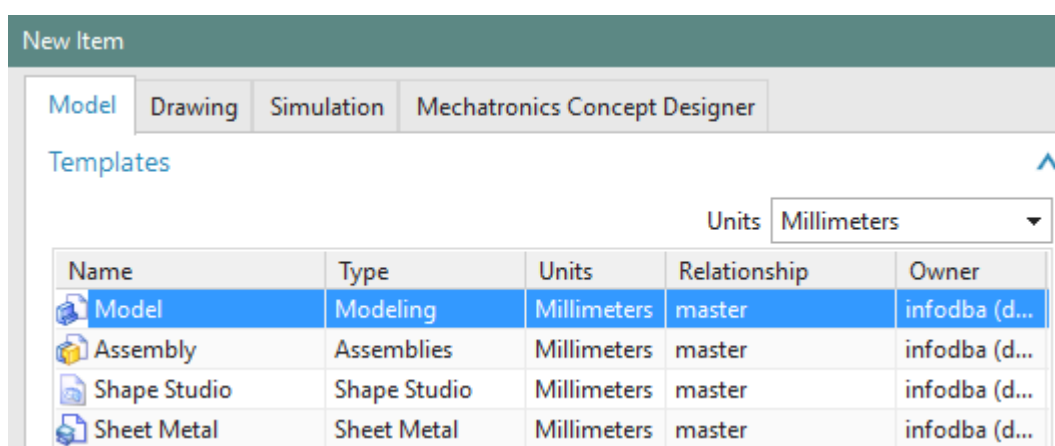 New Item
Model Drawing Simulation Mechatronics Concept Designer
Templates
Units Millimeters
Name Type Units Relationship Owner
Model Modeling Millimeters master infodba (d...
Assembly Assemblies Millimeters master infodba (d...
Shape Studio Shape Studio Millimeters master infodba (d...
Sheet Metal Sheet Metal Millimeters master infodba (d...